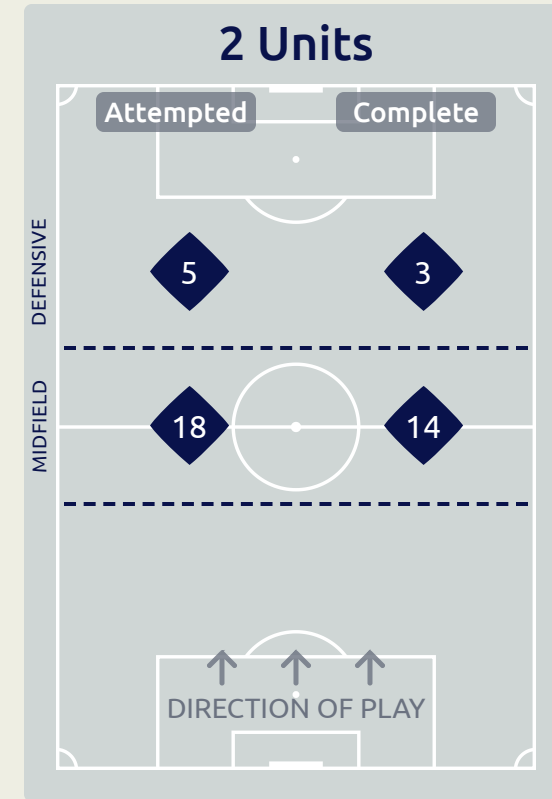 2 Units
Attempted
Complete
DEFENSIVE
5
3
MIDFIELD
18
14
DIRECTION OF PLAY